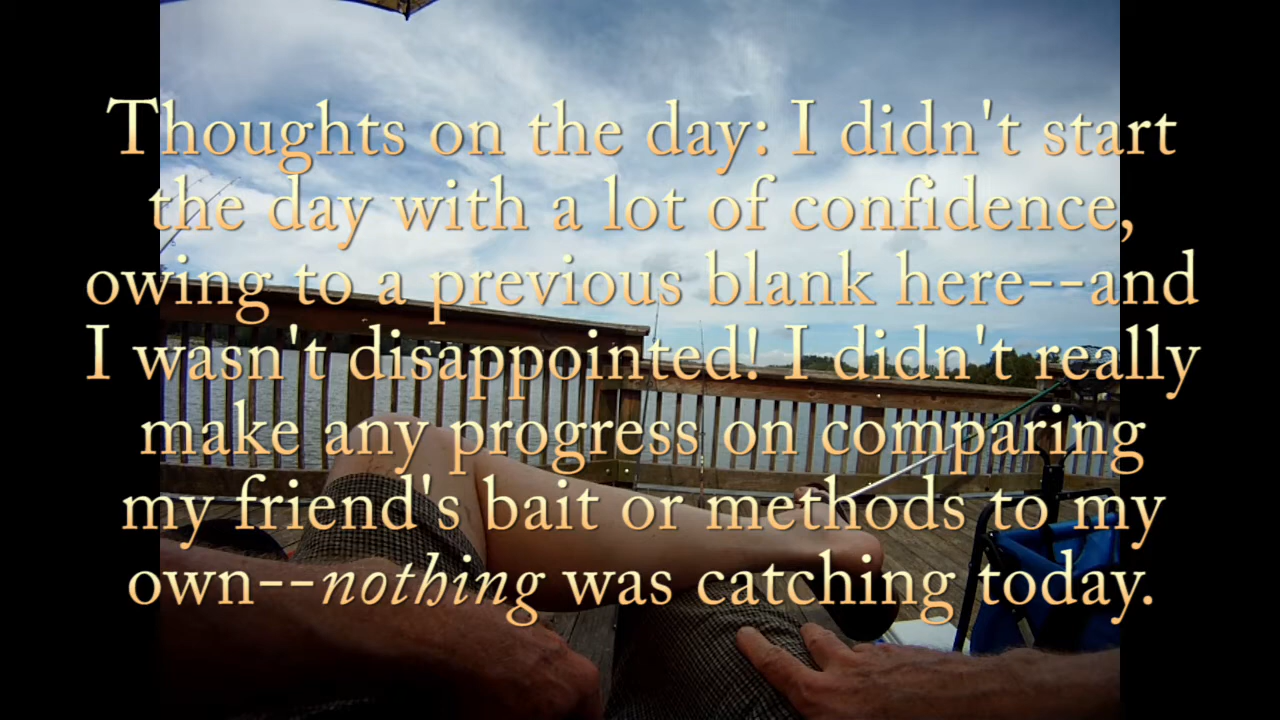 Thoughts on the day: I didn't start
the day with a lot of confidence,
owing to a previous blank here--and
I wasn't disappointed! I didn't really
make any progress on comparing
my friend's bait or methods to my
own--nothing was catching today.